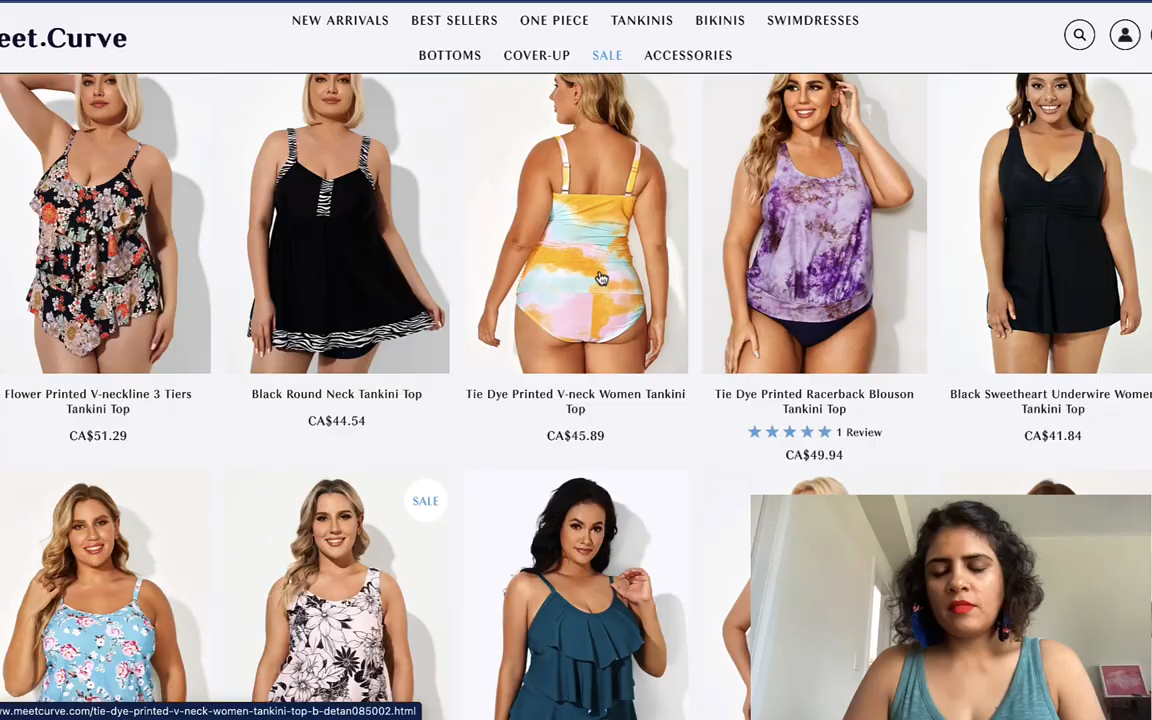 eet.Curve
NEW ARRIVALS BEST SELLERS ONE PIECE TANKINIS BIKINIS SWIMDRESSES
BOTTOMS COVER-UP SALE ACCESSORIES
Flower Printed V-neckline 3 Tiers
Tankini Top
CA$51.29
Black Round Neck Tankini Top
CA$44.54
Tie Dye Printed V-neck Women Tankini
Top
CA$45.89
Tie Dye Printed Racerback Blouson
Tankini Top
1 Review
CA$49.94
Black Sweetheart Underwire Women
Tankini Top
CA$41.84
SALE
w.meetcurve.com/tie-dye-printed-v-neck-women-tankini-top-b-detan085002.html